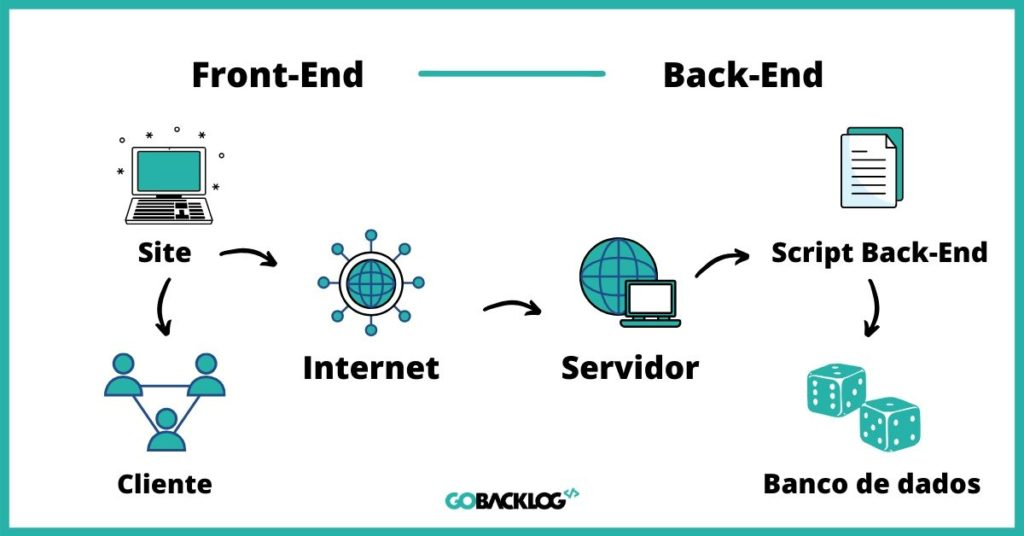 Front-End
Back-End
Site
Script Back-End
Internet
Servidor
Cliente
Banco de dados
GOBACKLOG</>